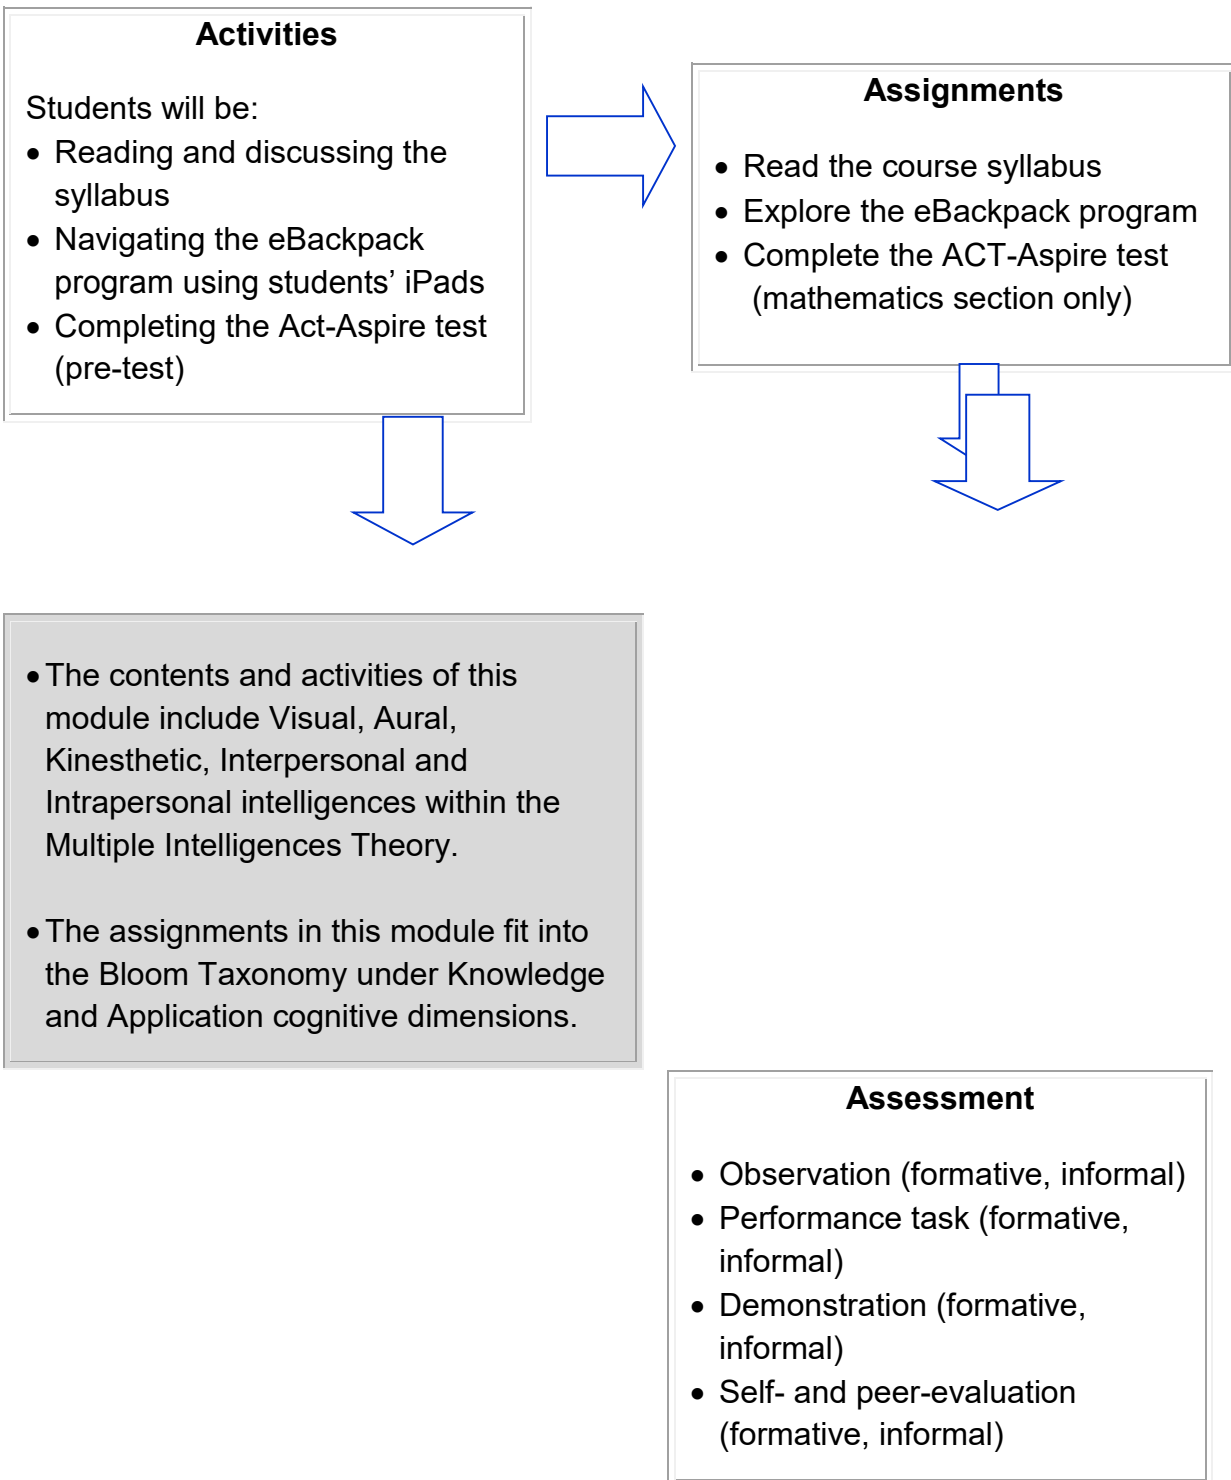 Activities
Students will be:
• Reading and discussing the
syllabus
• Navigating the eBackpack
program using students’ iPads
• Completing the Act-Aspire test
(pre-test)
Assignments
• Read the course syllabus
• Explore the eBackpack program
• Complete the ACT-Aspire test
(mathematics section only)
• The contents and activities of this
module include Visual, Aural,
Kinesthetic, Interpersonal and
Intrapersonal intelligences within the
Multiple Intelligences Theory.
• The assignments in this module fit into
the Bloom Taxonomy under Knowledge
and Application cognitive dimensions.
Assessment
• Observation (formative, informal)
• Performance task (formative,
informal)
• Demonstration (formative,
informal)
• Self- and peer-evaluation
(formative, informal)